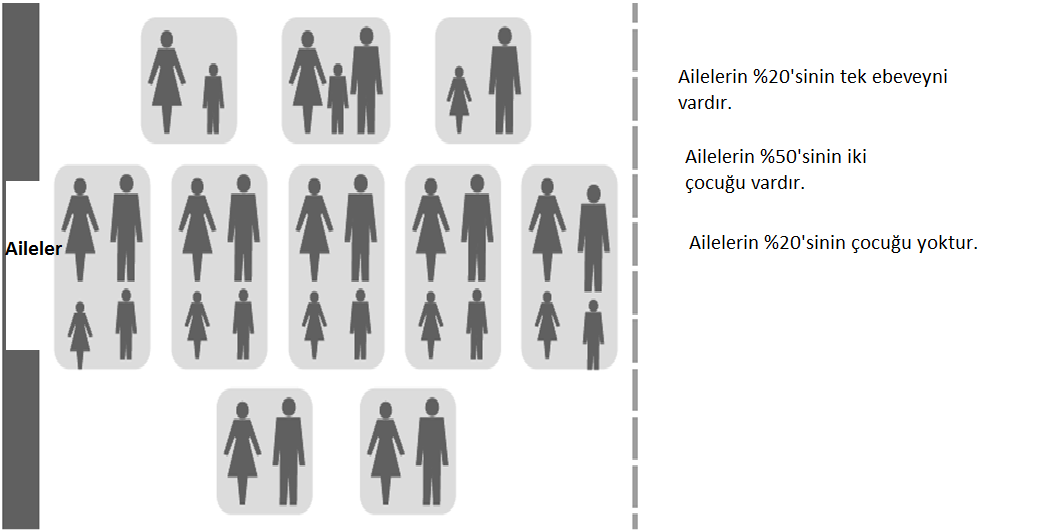 Ailelerin %20'sinin tek ebeveyni
vardır.
Ailelerin %50'sinin iki
çocuğu vardır.
Aileler
Ailelerin %20'sinin çocuğu yoktur.